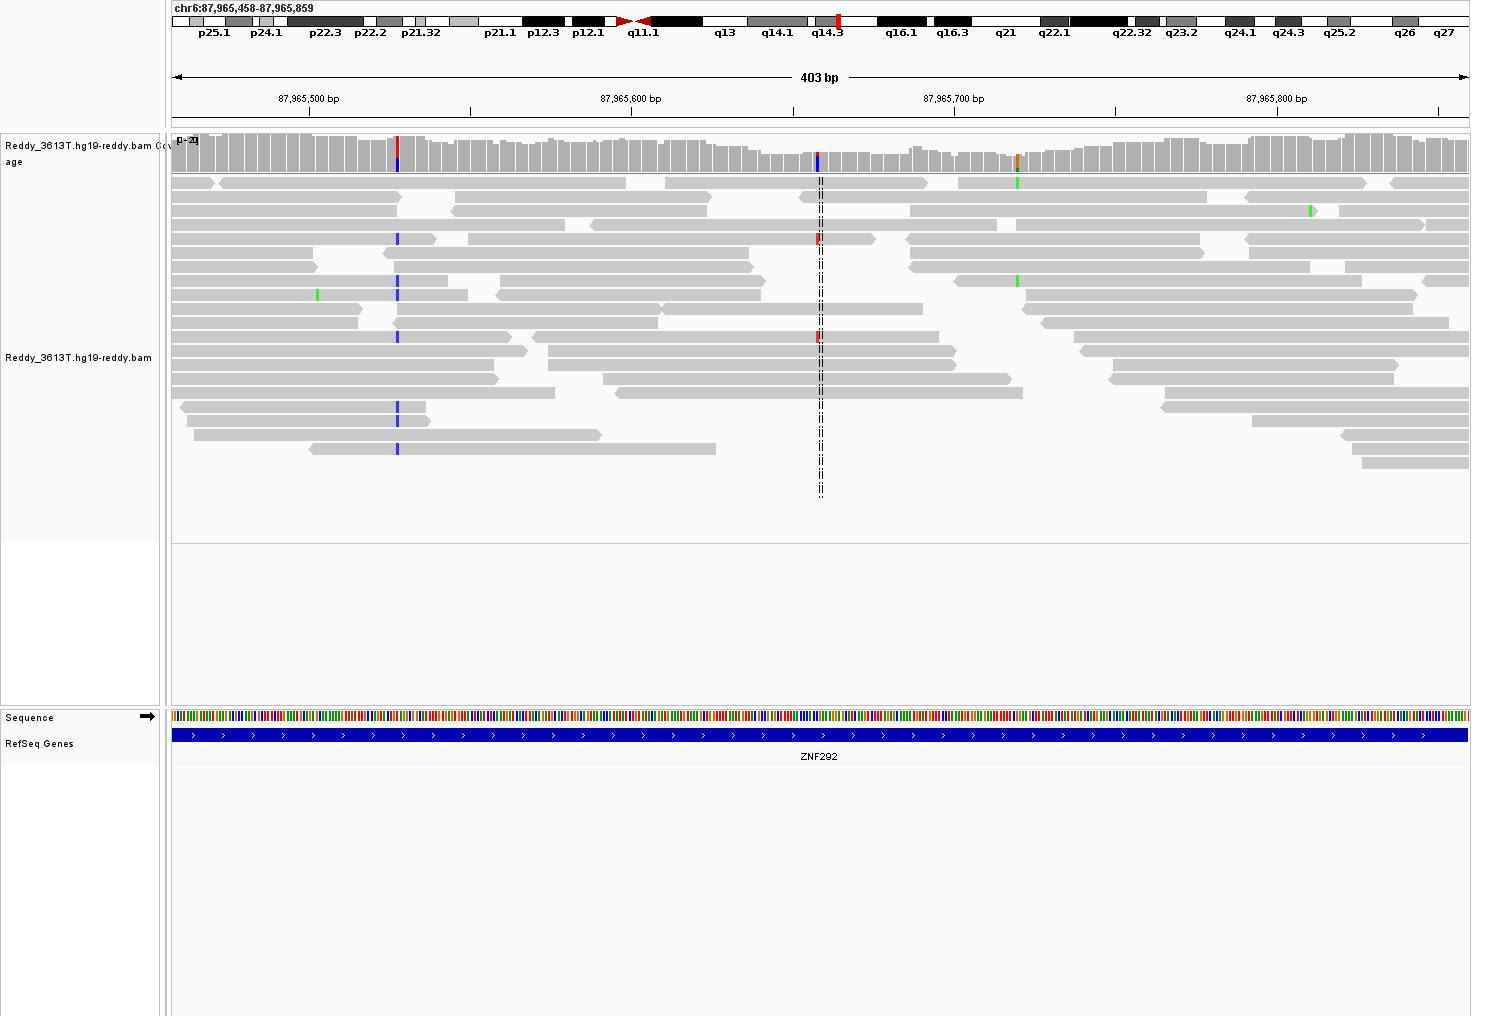 chr6:87,965,458-87,965,859
p25.1 p24.1 p22.3 p22.2 p21.32 p21.1 p12.3 p12.1 q11.1 q13 q14.1 q14.3 q16.1 q16.3 q21 q22.1 q22.32 q23.2 q24.1 q24.3 q25.2 q26 q27
403 bp
87,965,500 bp 87,965,600 bp 87,965,700 bp 87,965,800 bp
Reddy_3613T.hg19-reddy.bam Cov
age
Reddy_3613T.hg19-reddy.bam
Sequence
RefSeq Genes
ZNF292